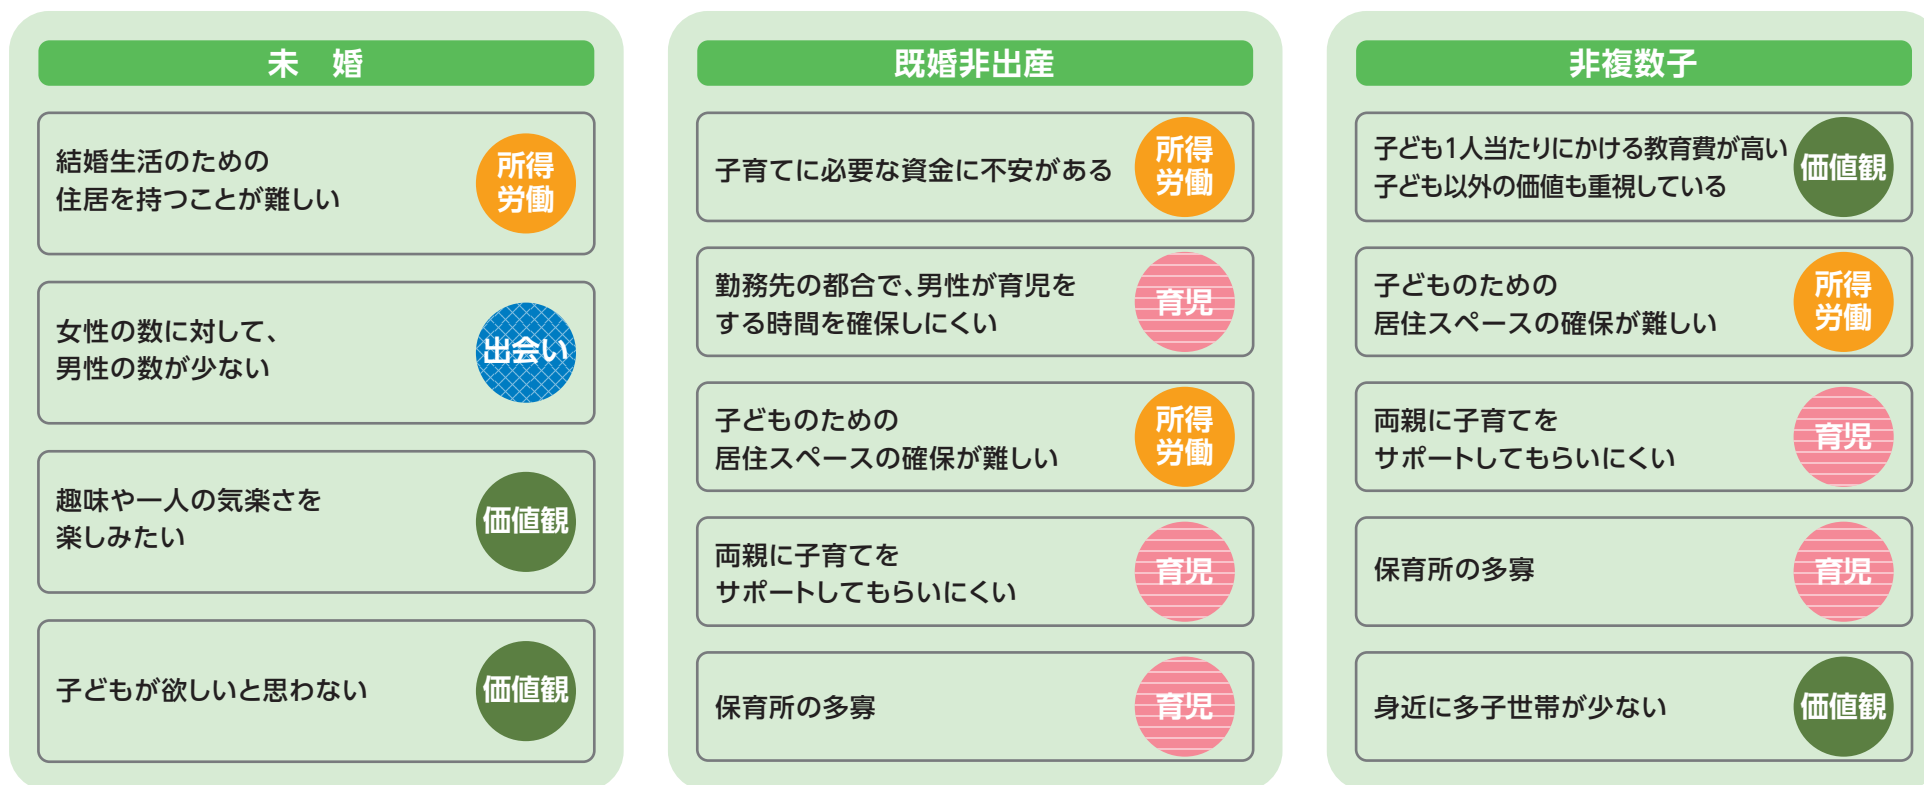 未　婚
結婚生活のための
住居を持つことが難しい
所得
労働
女性の数に対して、
男性の数が少ない
出会い
趣味や一人の気楽さを
楽しみたい
価値観
子どもが欲しいと思わない
価値観
既婚非出産
子育てに必要な資金に不安がある
所得
労働
勤務先の都合で、男性が育児を
する時間を確保しにくい
育児
子どものための
居住スペースの確保が難しい
所得
労働
両親に子育てを
サポートしてもらいにくい
育児
保育所の多寡
育児
非複数子
子ども1人当たりにかける教育費が高い
子ども以外の価値も重視している
価値観
子どものための
居住スペースの確保が難しい
所得
労働
両親に子育てを
サポートしてもらいにくい
育児
保育所の多寡
育児
身近に多子世帯が少ない
価値観